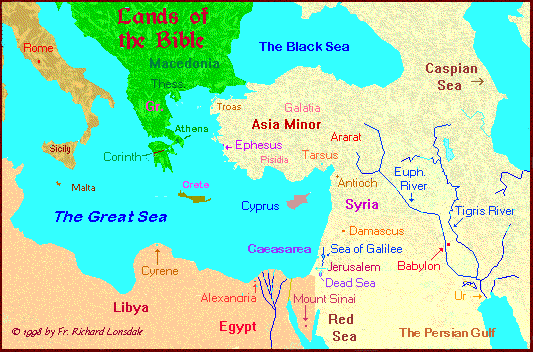 Lands of
the Bible
Rome
The Black Sea
Macedonia
Caspian
Sea
Thess.
Gr.
Troas
Galatia
Athens
Asia Minor
Ararat
Sicily
Corinth
Ephesus
Pisidia
Tarsus
Euph.
River
Malta
Crete
Antioch
The Great Sea
Cyprus
Syria
Tigris River
Damascus
Caesarea
Sea of Galilee
Cyrene
Jerusalem
Babylon
Dead Sea
Alexandria
Mount Sinai
Ur
Libya
Egypt
Red
Sea
The Persian Gulf
© 1998 by Fr. Richard Lonsdale